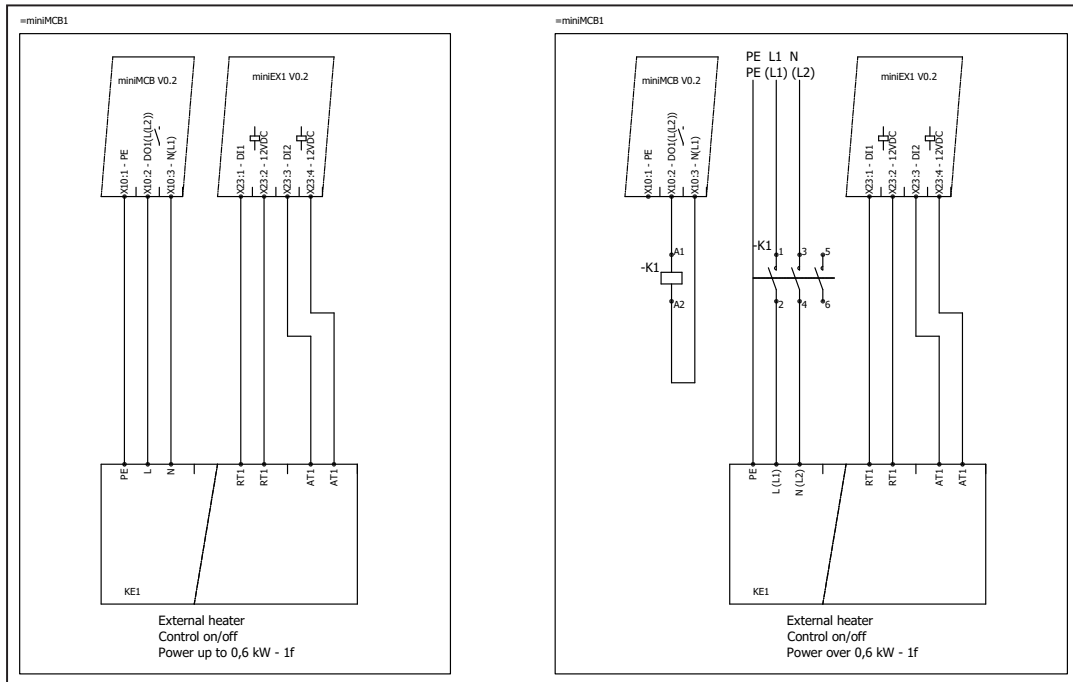 =miniMCB1
miniMCB V0.2
miniEX1 V0.2
X10:1 - PE
X10:2 - DO1(L(L2))
X10:3 - N(L1)
X23:1 - DI1
X23:2 - 12VDC
X23:3 - DI2
X23:4 - 12VDC
PE
L
N
RT1
RT1
AT1
AT1
KE1
External heater
Control on/off
Power up to 0,6 kW - 1f
=miniMCB1
PE L1 N
PE (L1) (L2)
miniMCB V0.2
miniEX1 V0.2
X10:1 - PE
X10:2 - DO1(L(L2))
X10:3 - N(L1)
X23:1 - DI1
X23:2 - 12VDC
X23:3 - DI2
X23:4 - 12VDC
-K1
A1
A2
-K1
1
3
5
2
4
6
PE
L (L1)
N (L2)
RT1
RT1
AT1
AT1
KE1
External heater
Control on/off
Power over 0,6 kW - 1f